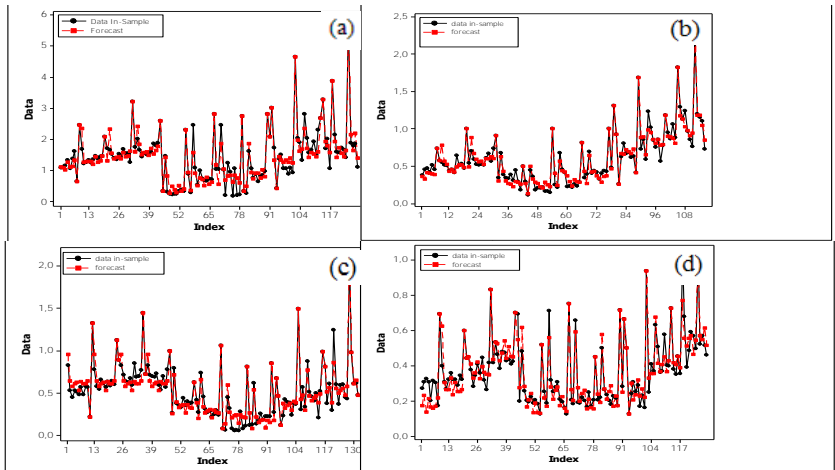 6
5
4
3
2
1
0
Data
Data In-Sample
Forecast
(a)
1 13 26 39 52 65 78 91 104 117
Index
2,5
2,0
1,5
1,0
0,5
0,0
Data
data in-sample
forecast
(b)
1 12 24 36 48 60 72 84 96 108
Index
2,0
1,5
1,0
0,5
0,0
Data
data in-sample
forecast
(c)
1 13 26 39 52 65 78 91 104 117 130
Index
1,0
0,8
0,6
0,4
0,2
0,0
Data
data in-sample
forecast
(d)
1 13 26 39 52 65 78 91 104 117
Index